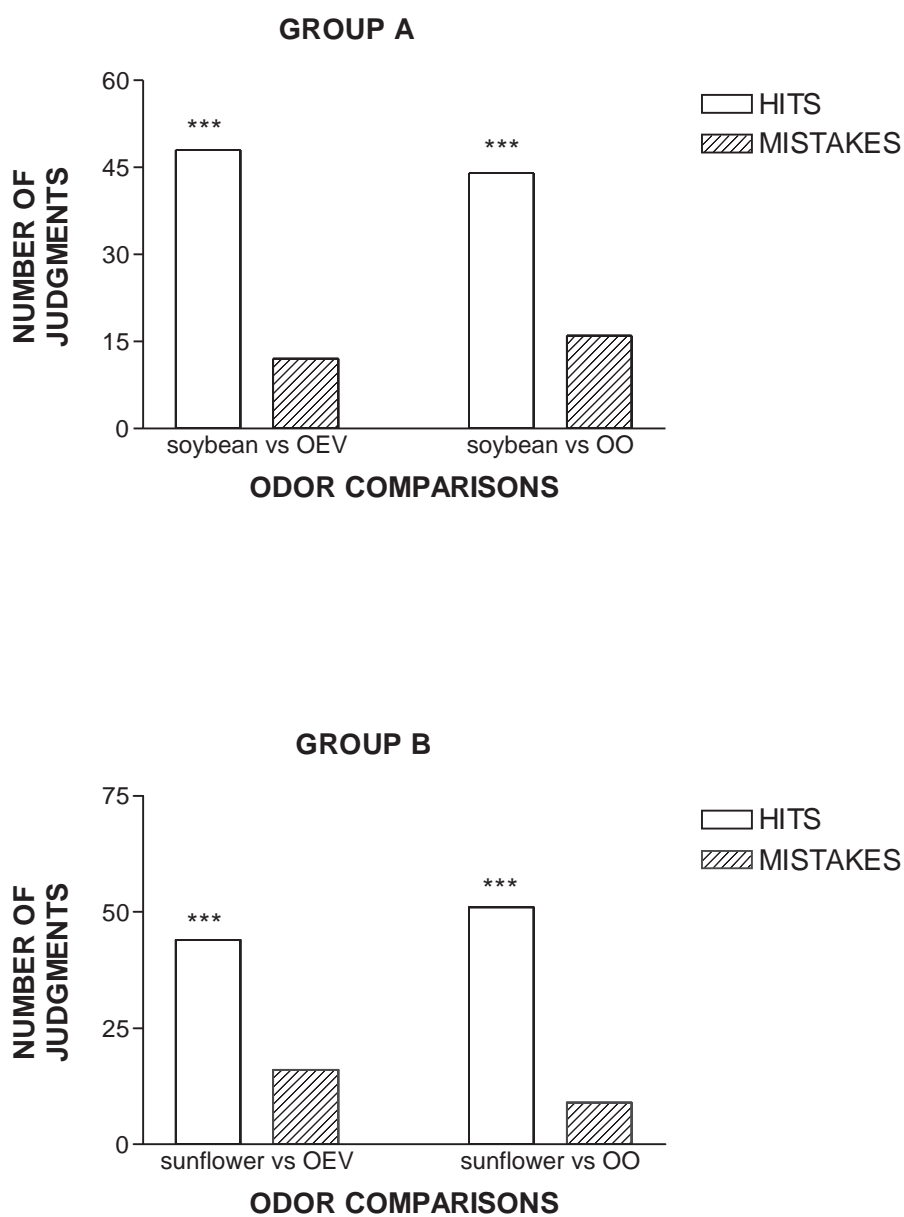 GROUP A
60
45
30
15
0
NUMBER OF
JUDGMENTS
***
***
HITS
MISTAKES
soybean vs OEV
soybean vs OO
ODOR COMPARISONS
GROUP B
75
50
25
0
NUMBER OF
JUDGMENTS
***
***
HITS
MISTAKES
sunflower vs OEV
sunflower vs OO
ODOR COMPARISONS